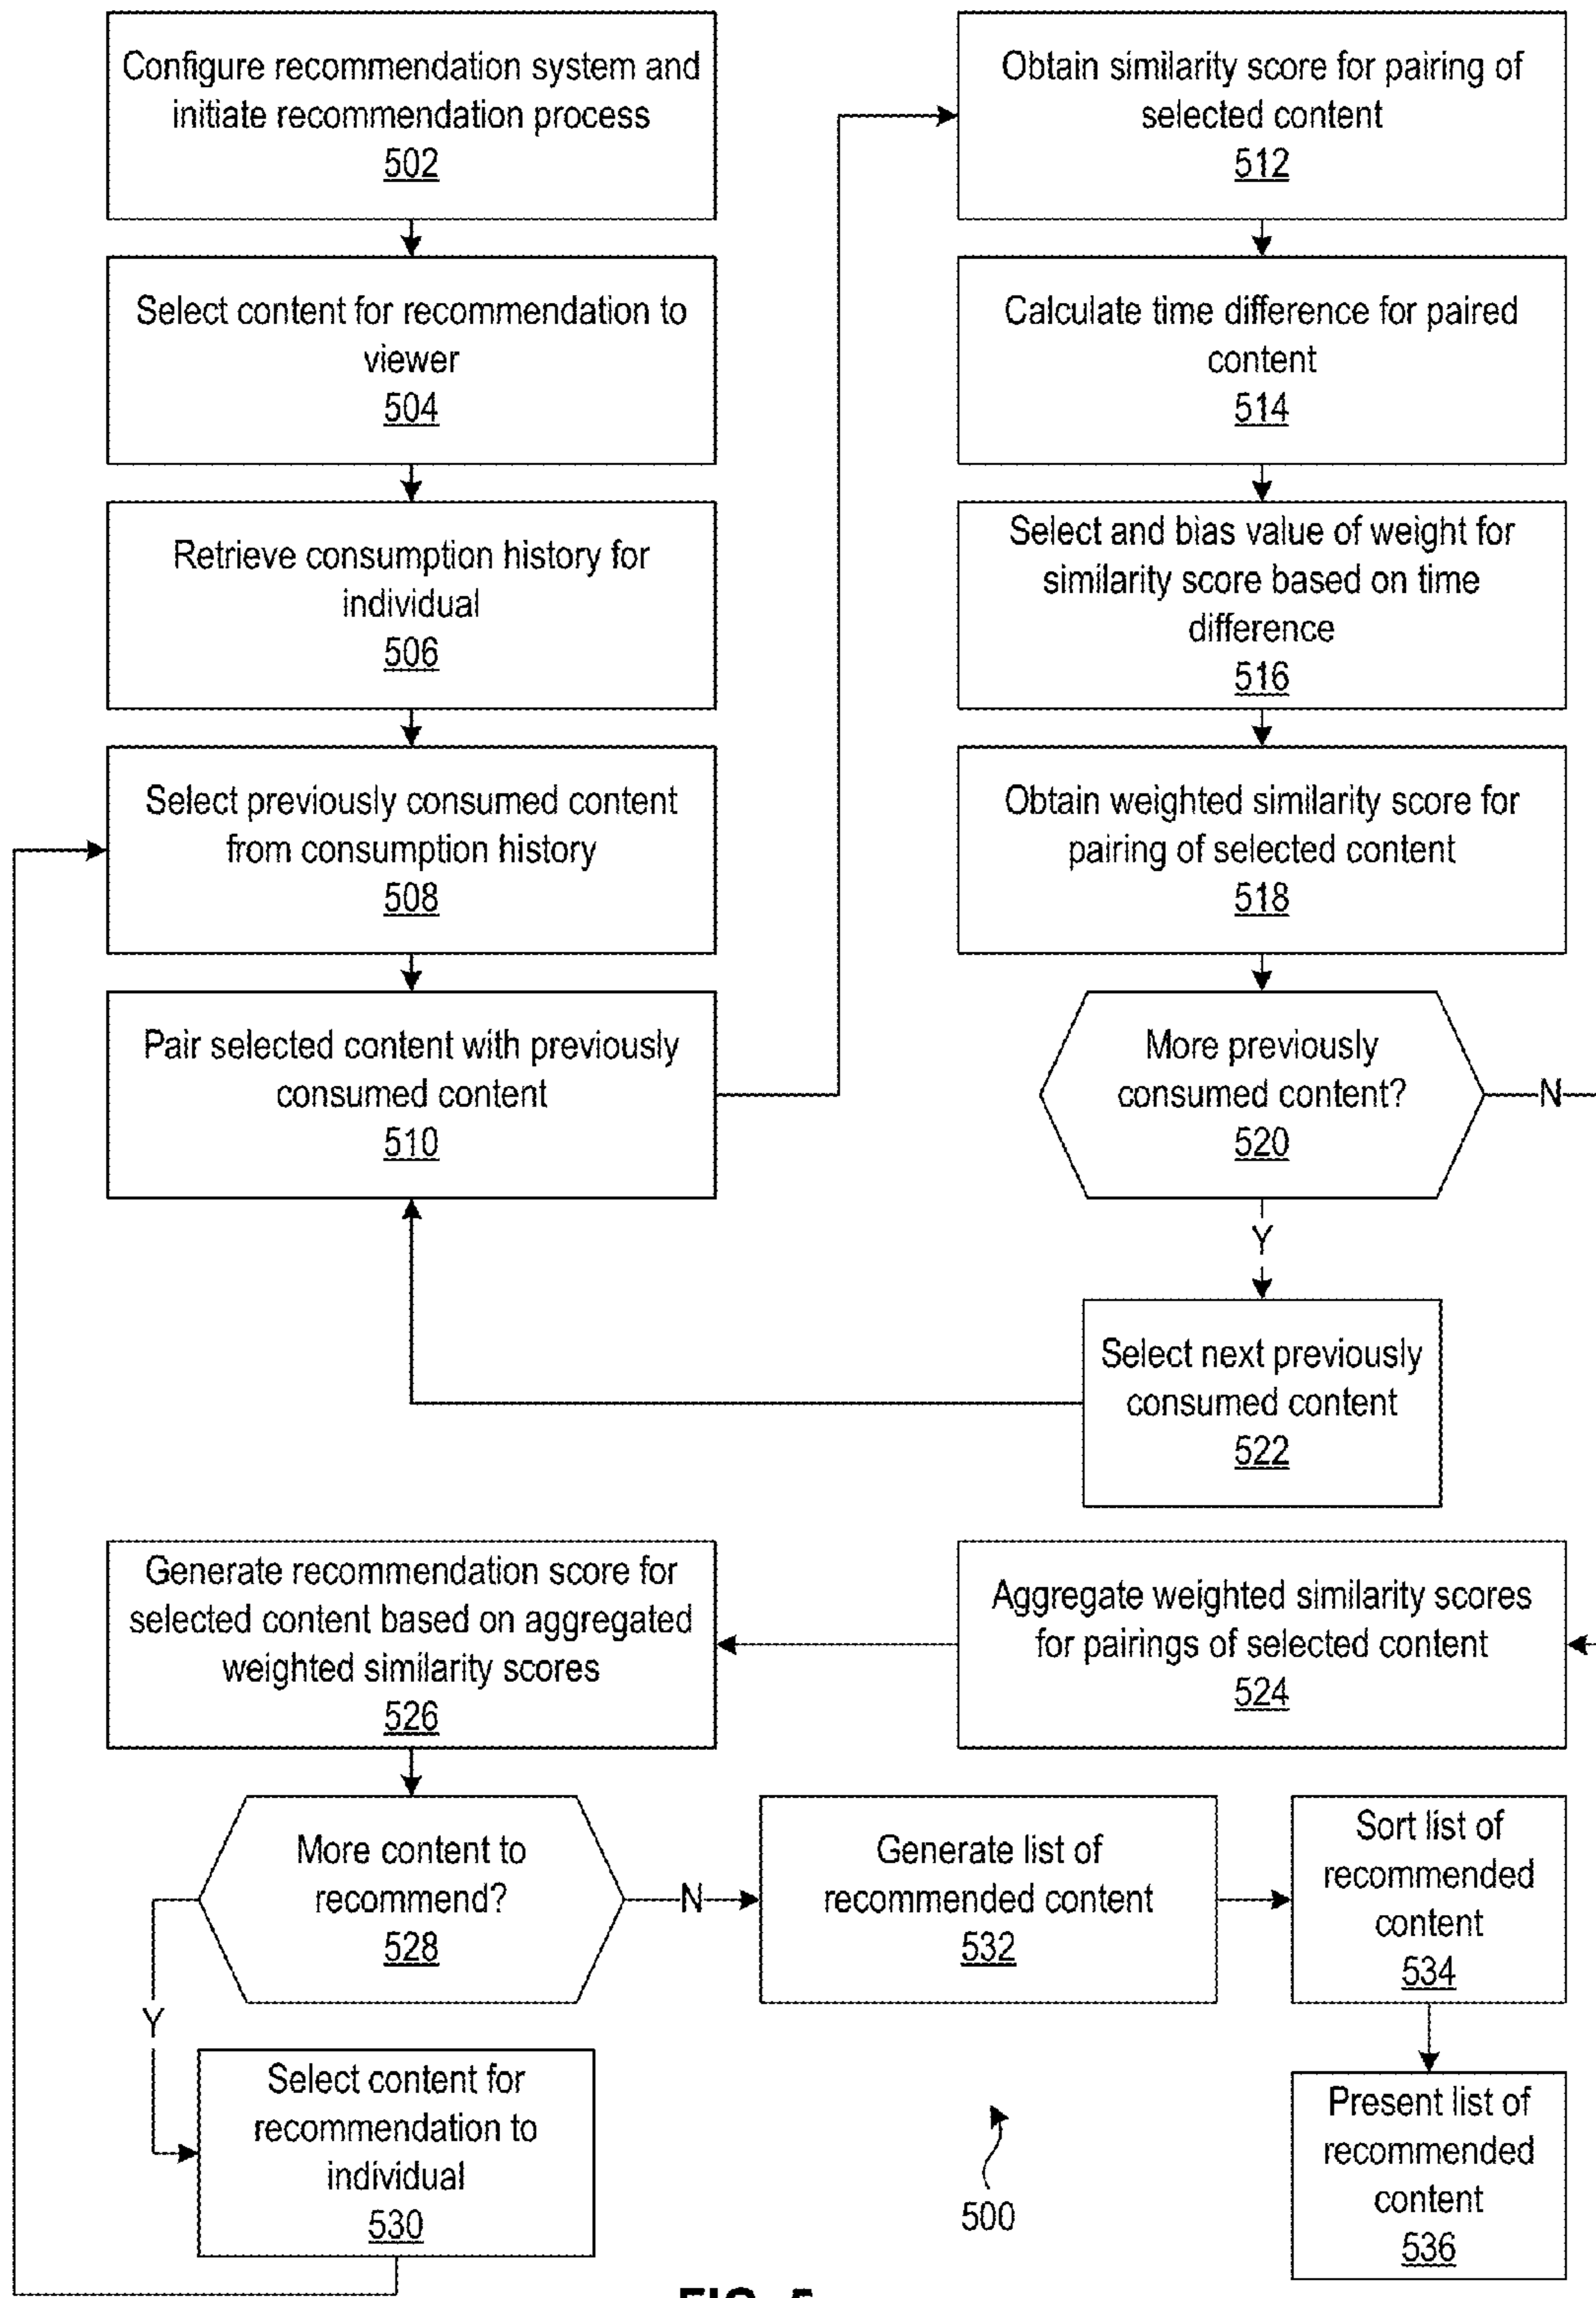 Configure recommendation system and
initiate recommendation process
502
Select content for recommendation to
viewer
504
Retrieve consumption history for
individual
506
Select previously consumed content
from consumption history
508
Pair selected content with previously
consumed content
510
Obtain similarity score for pairing of
selected content
512
Calculate time difference for paired
content
514
Select and bias value of weight for
similarity score based on time
difference
516
Obtain weighted similarity score for
pairing of selected content
518
More previously
consumed content?
520
N
Y
Select next previously
consumed content
522
Aggregate weighted similarity scores
for pairings of selected content
524
Generate recommendation score for
selected content based on aggregated
weighted similarity scores
526
More content to
recommend?
528
N
Y
Select content for
recommendation to
individual
530
Generate list of
recommended content
532
Sort list of
recommended
content
534
Present list of
recommended
content
536
500